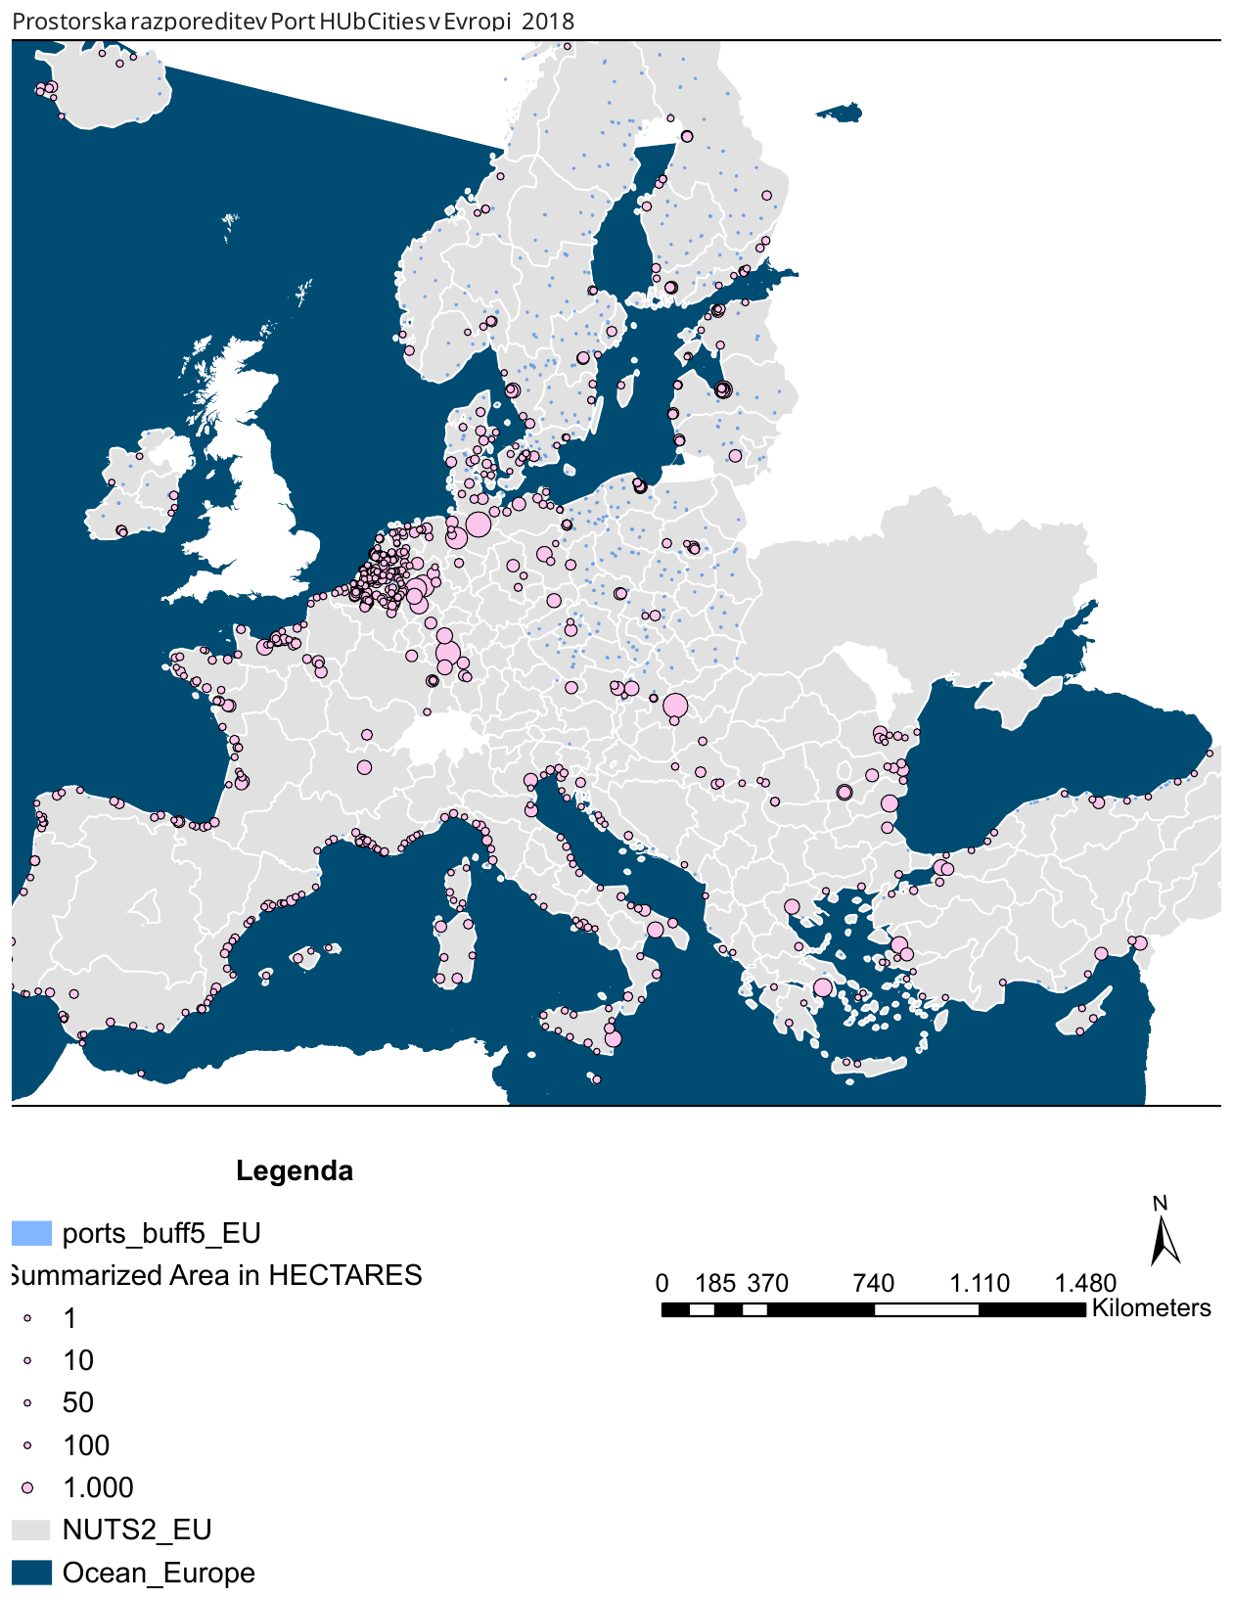 Prostorska razporeditev Port HUbCities v Evropi 2018
Legenda
ports_buff5_EU
Summarized Area in HECTARES
1
10
50
100
1.000
NUTS2_EU
Ocean_Europe
N
0 185 370 740 1.110 1.480
Kilometers